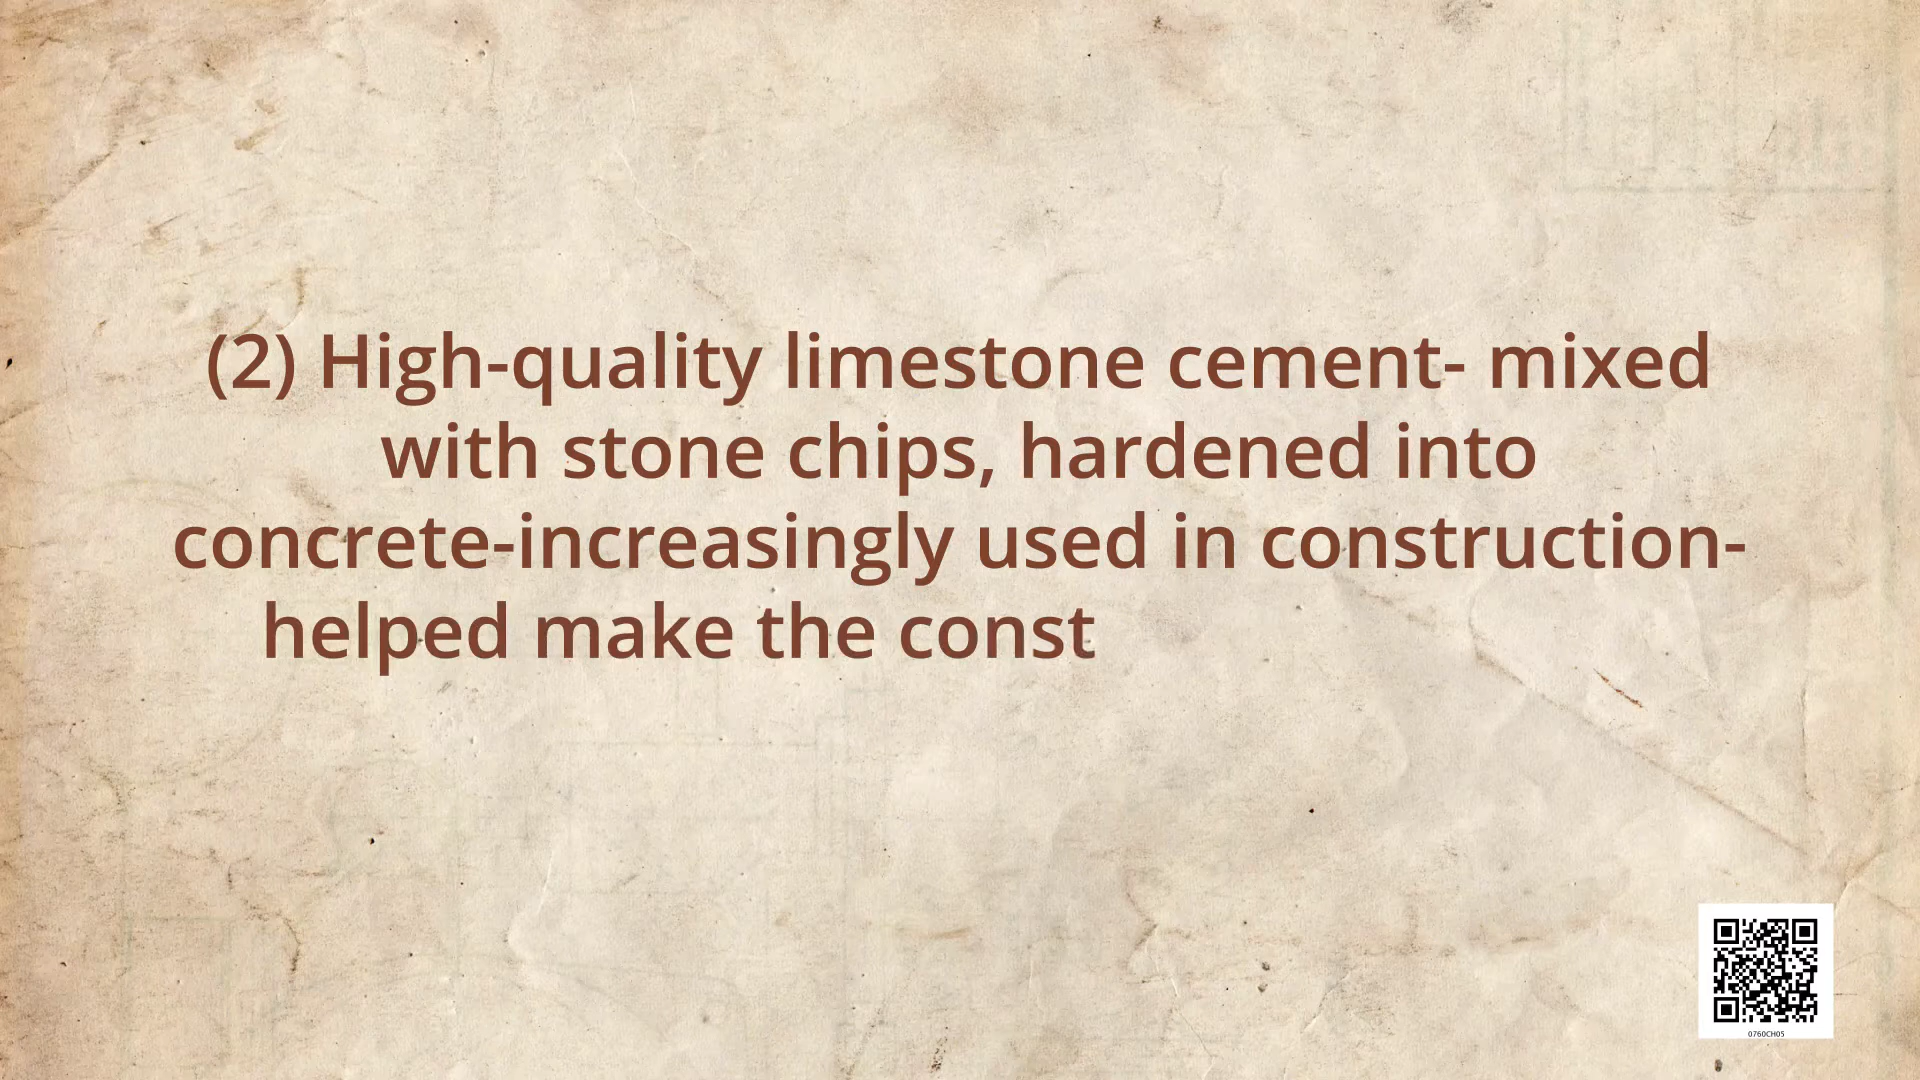 (2) High-quality limestone cement- mixed
with stone chips, hardened into
concrete-increasingly used in construction-
helped make the const
0760CH05